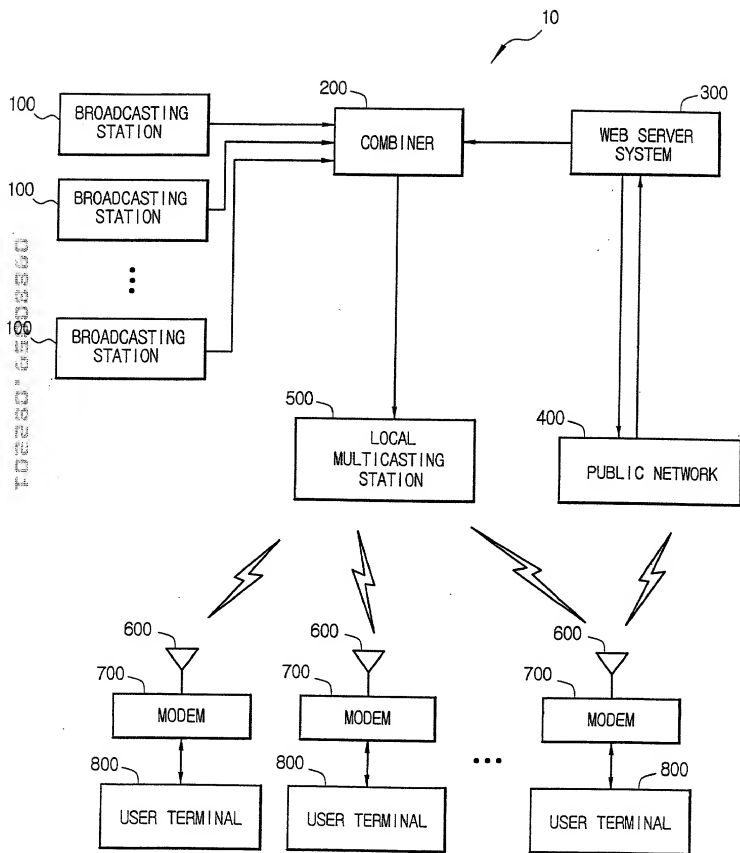 10
100
BROADCASTING
STATION
200
COMBINER
300
WEB SERVER
SYSTEM
100
BROADCASTING
STATION
100
BROADCASTING
STATION
500
LOCAL
MULTICASTING
STATION
400
PUBLIC NETWORK
600
600
600
700
MODEM
700
MODEM
700
MODEM
800
USER TERMINAL
800
USER TERMINAL
800
USER TERMINAL